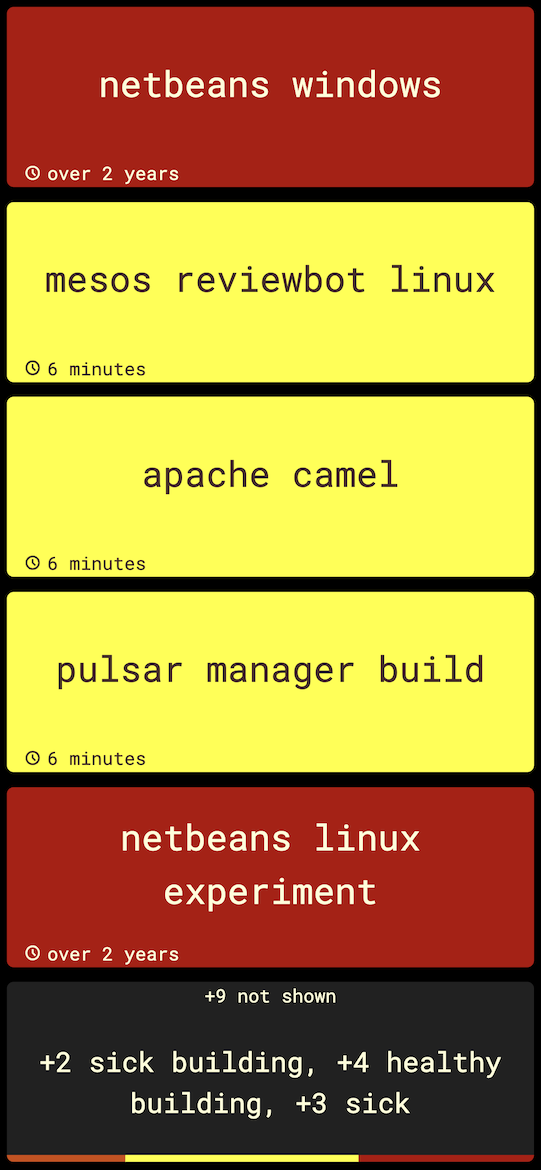 netbeans windows
over 2 years
mesos reviewbot linux
6 minutes
apache camel
6 minutes
pulsar manager build
6 minutes
netbeans linux
experiment
over 2 years
+9 not shown
+2 sick building, +4 healthy
building, +3 sick